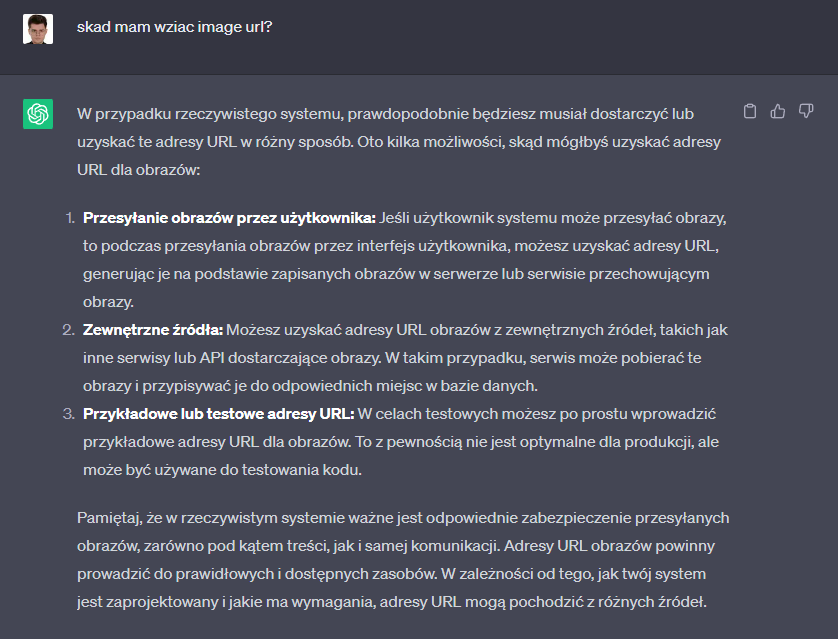 skad mam wziac image url?
W przypadku rzeczywistego systemu, prawdopodobnie będziesz musiał dostarczyć lub
uzyskać te adresy URL w różny sposób. Oto kilka możliwości, skąd mógłbyś uzyskać adresy
URL dla obrazów:
1. Przesyłanie obrazów przez użytkownika: Jeśli użytkownik systemu może przesyłać obrazy,
to podczas przesyłania obrazów przez interfejs użytkownika, możesz uzyskać adresy URL,
generując je na podstawie zapisanych obrazów w serwerze lub serwisie przechowującym
obrazy.
2. Zewnętrzne źródła: Możesz uzyskać adresy URL obrazów z zewnętrznych źródeł, takich jak
inne serwisy lub API dostarczające obrazy. W takim przypadku, serwis może pobierać te
obrazy i przypisywać je do odpowiednich miejsc w bazie danych.
3. Przykładowe lub testowe adresy URL: W celach testowych możesz po prostu wprowadzić
przykładowe adresy URL dla obrazów. To z pewnością nie jest optymalne dla produkcji, ale
może być używane do testowania kodu.
Pamiętaj, że w rzeczywistym systemie ważne jest odpowiednie zabezpieczenie przesyłanych
obrazów, zarówno pod kątem treści, jak i samej komunikacji. Adresy URL obrazów powinny
prowadzić do prawidłowych i dostępnych zasobów. W zależności od tego, jak twój system
jest zaprojektowany i jakie ma wymagania, adresy URL mogą pochodzić z różnych źródeł.